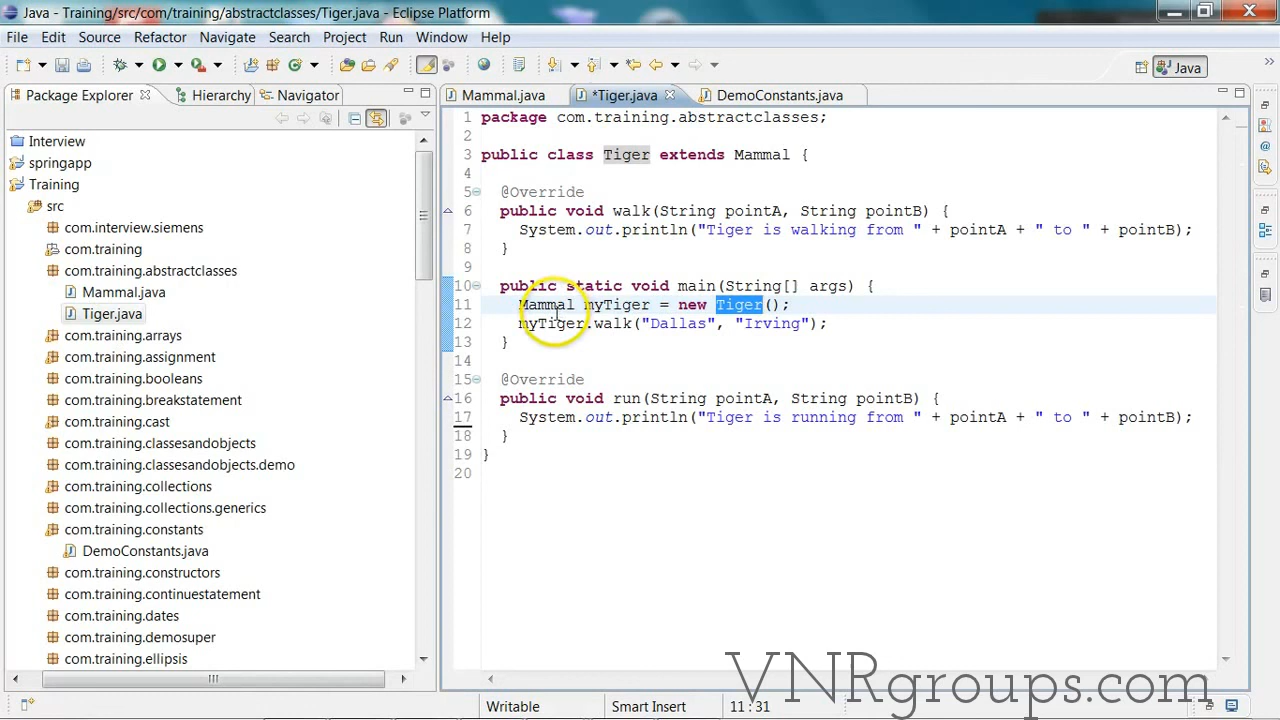 Java - Training/src/com/training/abstractclasses/Tiger.java - Eclipse Platform
File Edit Source Refactor Navigate Search Project Run Window Help
Java
Package Explorer Hierarchy Navigator
Mammal.java *Tiger.java DemoConstants.java
Interview
springapp
Training
src
com.interview.siemens
com.training
com.training.abstractclasses
Mammal.java
Tiger.java
com.training.arrays
com.training.assignment
com.training.booleans
com.training.breakstatement
com.training.cast
com.training.classesandobjects
com.training.classesandobjects.demo
com.training.collections
com.training.collections.generics
com.training.constants
DemoConstants.java
com.training.constructors
com.training.continuestatement
com.training.dates
com.training.demosuper
com.training.ellipsis
1 package com.training.abstractclasses;
2
3 public class Tiger extends Mammal {
4
5 @Override
6 public void walk(String pointA, String pointB) {
7 System.out.println("Tiger is walking from " + pointA + " to " + pointB);
8 }
9
10 public static void main(String[] args) {
11 Mammal myTiger = new Tiger();
12 myTiger.walk("Dallas", "Irving");
13 }
14
15 @Override
16 public void run(String pointA, String pointB) {
17 System.out.println("Tiger is running from " + pointA + " to " + pointB);
18 }
19 }
20
Writable Smart Insert 11 : 31
VNRgroups.com